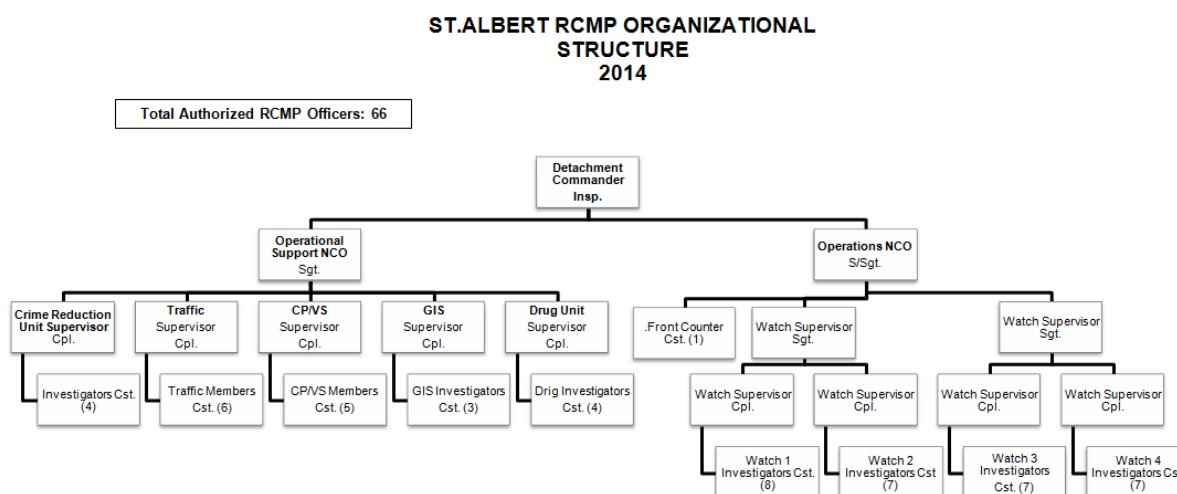 ST.ALBERT RCMP ORGANIZATIONAL
STRUCTURE
2014
Total Authorized RCMP Officers: 66
Detachment
Commander
Insp.
Operational
Support NCO
Sgt.
Operations NCO
S/Sgt.
Crime Reduction
Unit Supervisor
Cpl.
Traffic
Supervisor
Cpl.
CP/VS
Supervisor
Cpl.
GIS
Supervisor
Cpl.
Drug Unit
Supervisor
Cpl.
.Front Counter
Cst. (1)
Watch Supervisor
Sgt.
Watch Supervisor
Sgt.
Investigators Cst.
(4)
Traffic Members
Cst. (6)
CP/VS Members
Cst. (5)
GIS Investigators
Cst. (3)
Drig Investigators
Cst. (4)
Watch Supervisor
Cpl.
Watch Supervisor
Cpl.
Watch Supervisor
Cpl.
Watch Supervisor
Cpl.
Watch 1
Investigators Cst.
(8)
Watch 2
Investigators Cst
(7)
Watch 3
Investigators
Cst. (7)
Watch 4
Investigators Cst
(7)